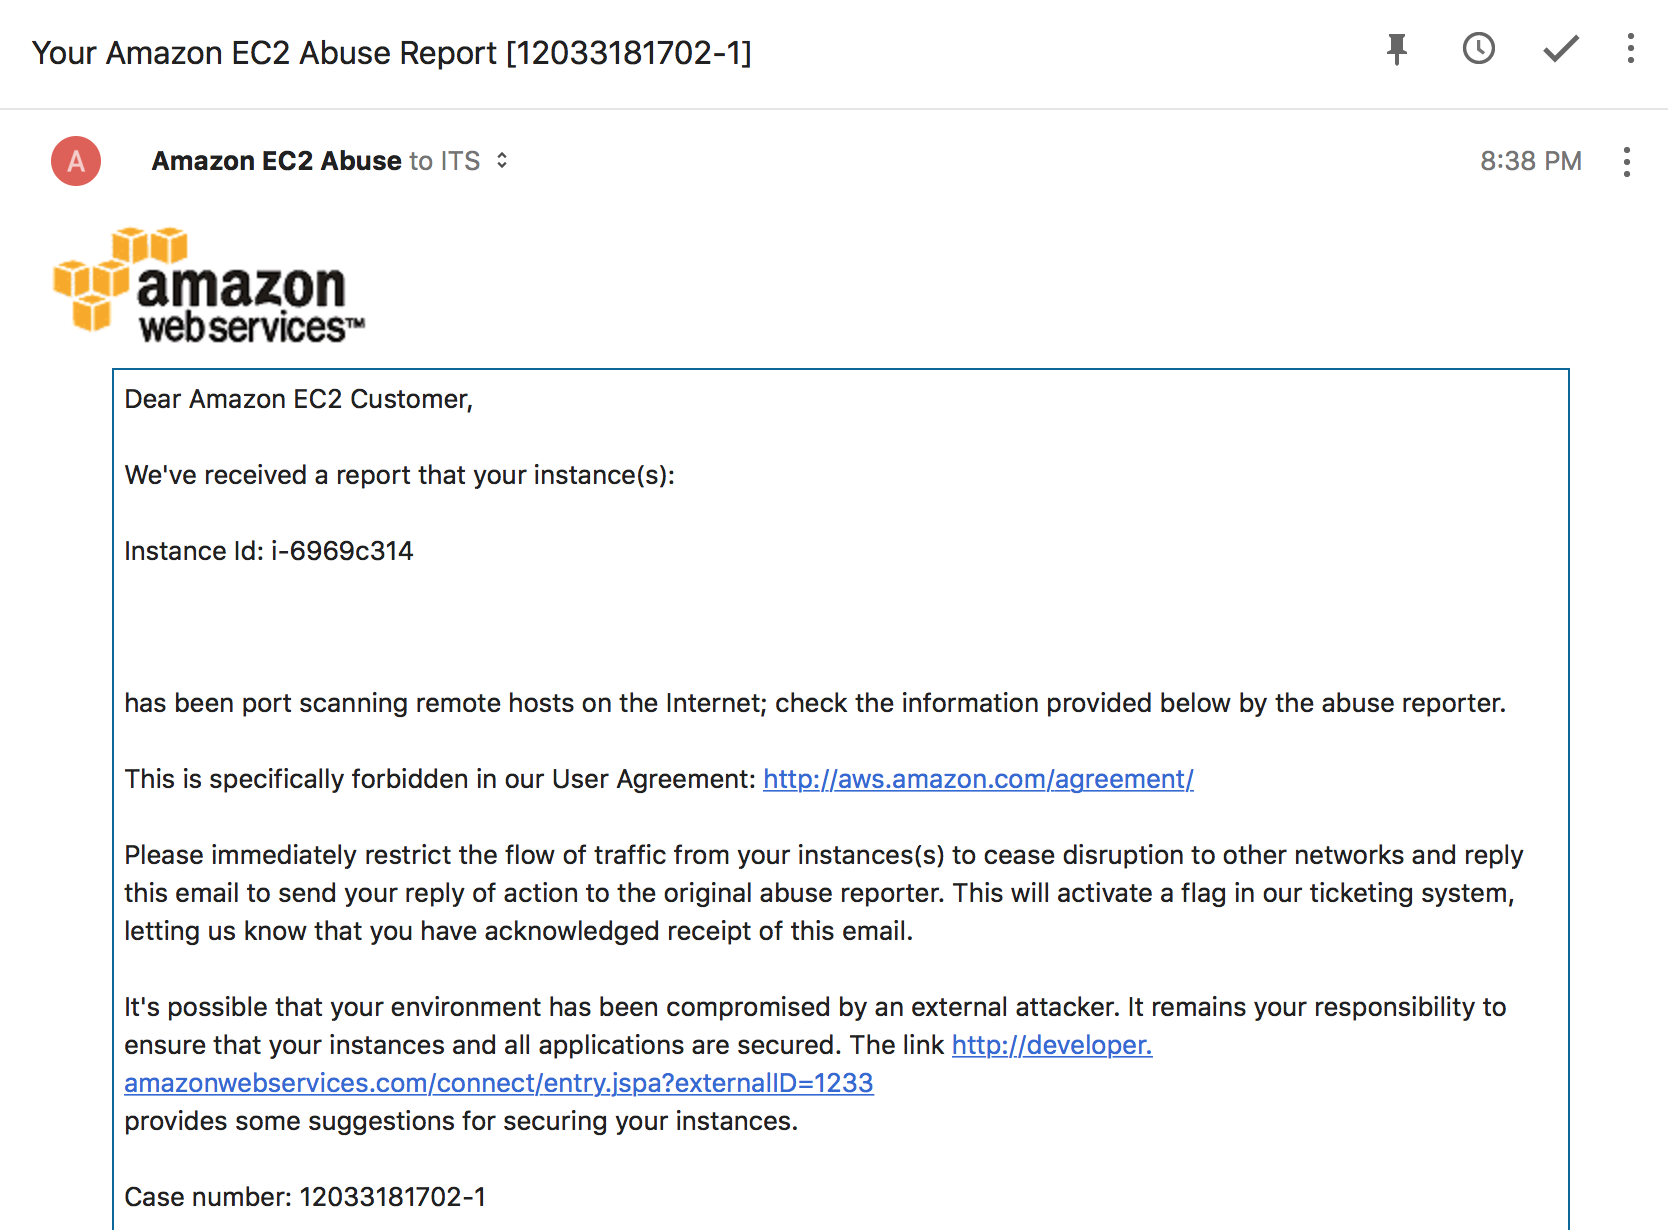 Your Amazon EC2 Abuse Report [12033181702-1]
A
Amazon EC2 Abuse to ITS
8:38 PM
amazon
webservices™
Dear Amazon EC2 Customer,
We've received a report that your instance(s):
Instance Id: i-6969c314
has been port scanning remote hosts on the Internet; check the information provided below by the abuse reporter.
This is specifically forbidden in our User Agreement: http://aws.amazon.com/agreement/
Please immediately restrict the flow of traffic from your instances(s) to cease disruption to other networks and reply
this email to send your reply of action to the original abuse reporter. This will activate a flag in our ticketing system,
letting us know that you have acknowledged receipt of this email.
It's possible that your environment has been compromised by an external attacker. It remains your responsibility to
ensure that your instances and all applications are secured. The link http://developer.
amazonwebservices.com/connect/entry.jspa?externalID=1233
provides some suggestions for securing your instances.
Case number: 12033181702-1